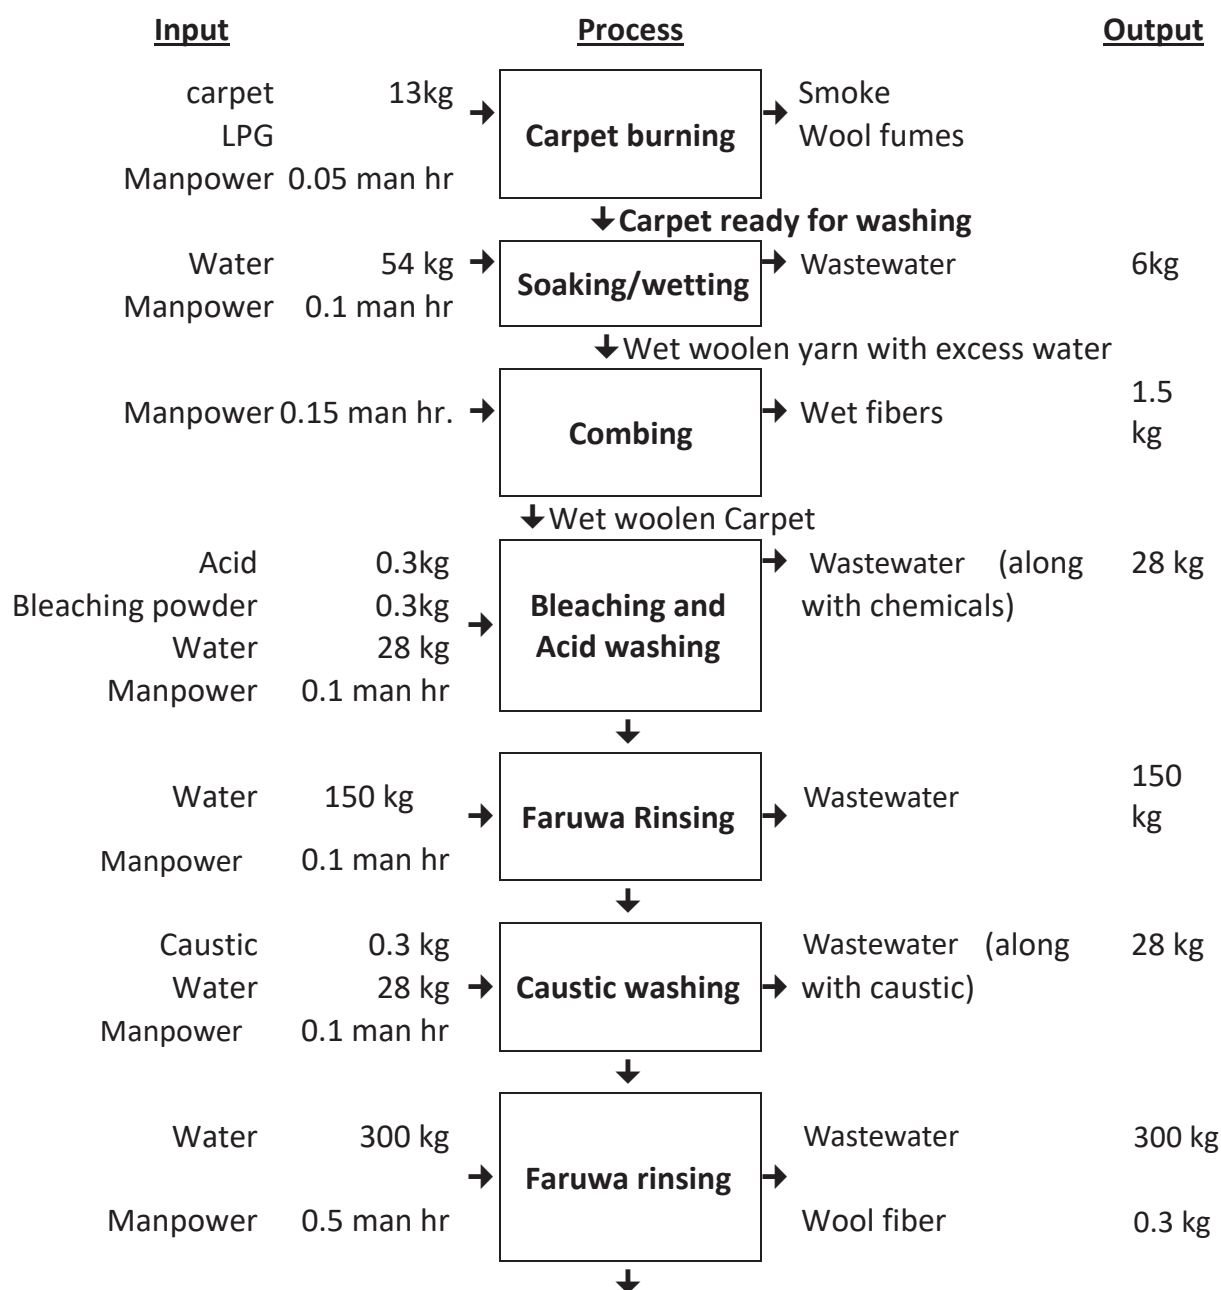 Input Process Output
carpet 13kg Smoke
LPG Carpet burning Wool fumes
Manpower 0.05 man hr
Carpet ready for washing
Water 54 kg Soaking/wetting Wastewater 6kg
Manpower 0.1 man hr
Wet woolen yarn with excess water
Manpower 0.15 man hr. Combing Wet fibers 1.5
kg
Wet woolen Carpet
Acid 0.3kg Wastewater (along 28 kg
Bleaching powder 0.3kg Bleaching and with chemicals)
Water 28 kg Acid washing
Manpower 0.1 man hr
Water 150 kg Faruwa Rinsing Wastewater 150
kg
Manpower 0.1 man hr
Caustic 0.3 kg Wastewater (along 28 kg
Water 28 kg Caustic washing with caustic)
Manpower 0.1 man hr
Water 300 kg Wastewater 300 kg
Faruwa rinsing
Manpower 0.5 man hr Wool fiber 0.3 kg